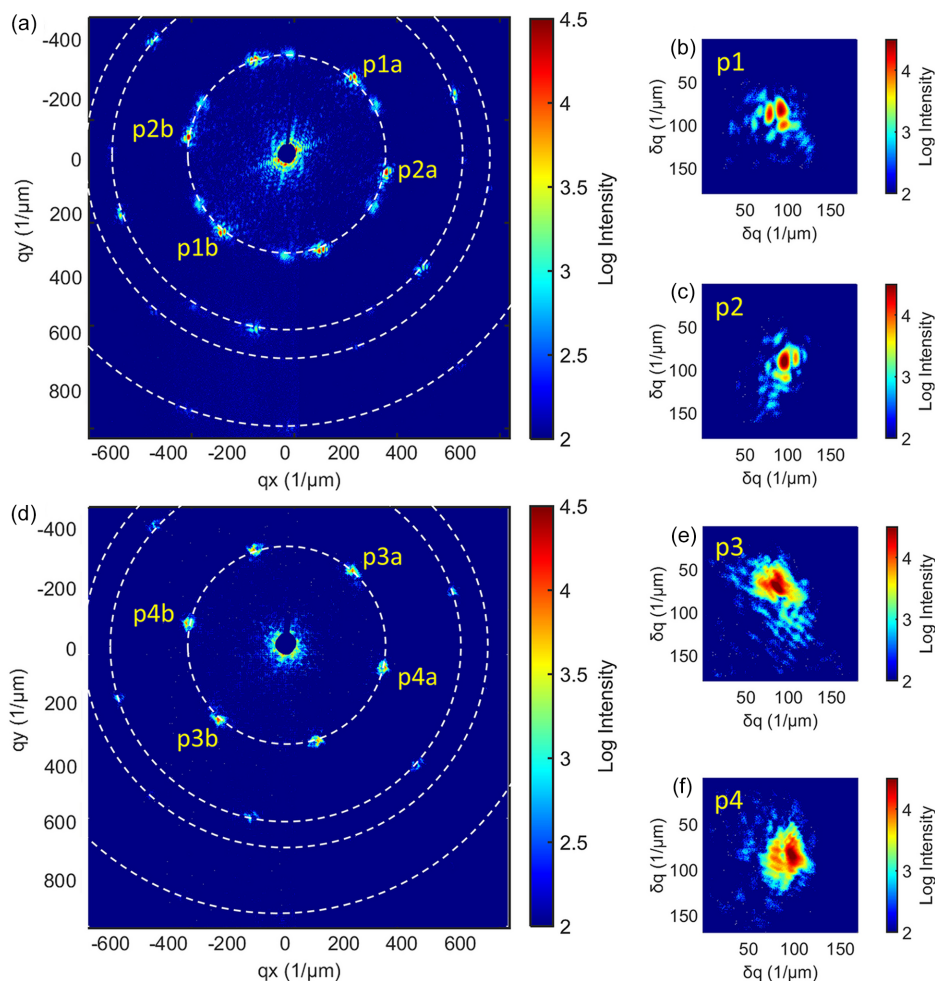 (a)
-400
-200
0
200
400
600
800
qy (1/μm)
-600 -400 -200 0 200 400 600
qx (1/μm)
p1a
p2b
p2a
p1b
4.5
4
3.5
3
2.5
2
Log Intensity
(b)
p1
50
100
150
δq (1/μm)
50 100 150
δq (1/μm)
4
3
2
Log Intensity
(c)
p2
50
100
150
δq (1/μm)
50 100 150
δq (1/μm)
4
3
2
Log Intensity
(d)
-400
-200
0
200
400
600
800
qy (1/μm)
-600 -400 -200 0 200 400 600
qx (1/μm)
p3a
p4b
p4a
p3b
4.5
4
3.5
3
2.5
2
Log Intensity
(e)
p3
50
100
150
δq (1/μm)
50 100 150
δq (1/μm)
4
3
2
Log Intensity
(f)
p4
50
100
150
δq (1/μm)
50 100 150
δq (1/μm)
4
3
2
Log Intensity